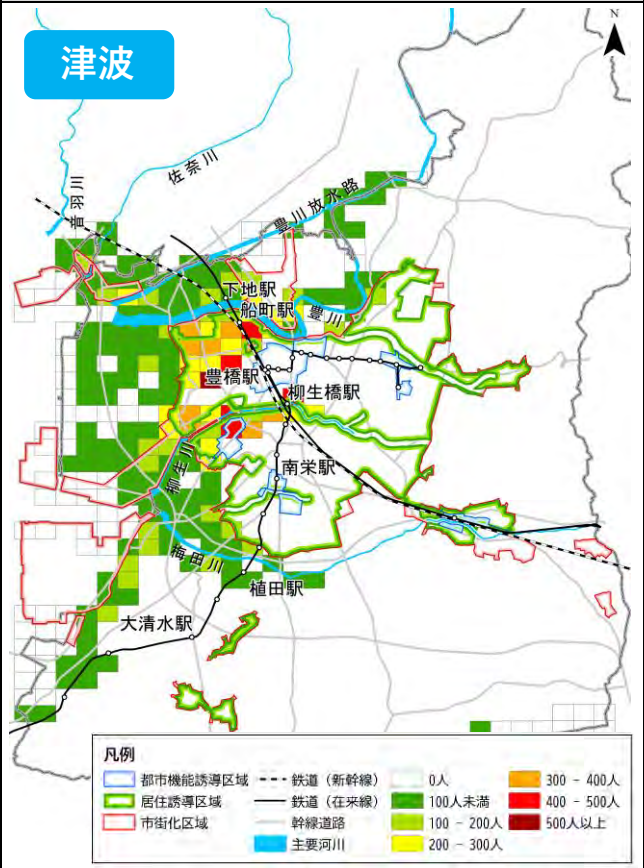 津波
N
佐奈川
音羽川
豊川放水路
下地駅
船町駅
豊川
豊橋駅
柳生橋駅
柳生川
南栄駅
梅田川
植田駅
大清水駅
凡例
都市機能誘導区域
居住誘導区域
市街化区域
鉄道（新幹線）
鉄道（在来線）
幹線道路
主要河川
0人
100人未満
100 - 200人
200 - 300人
300 - 400人
400 - 500人
500人以上